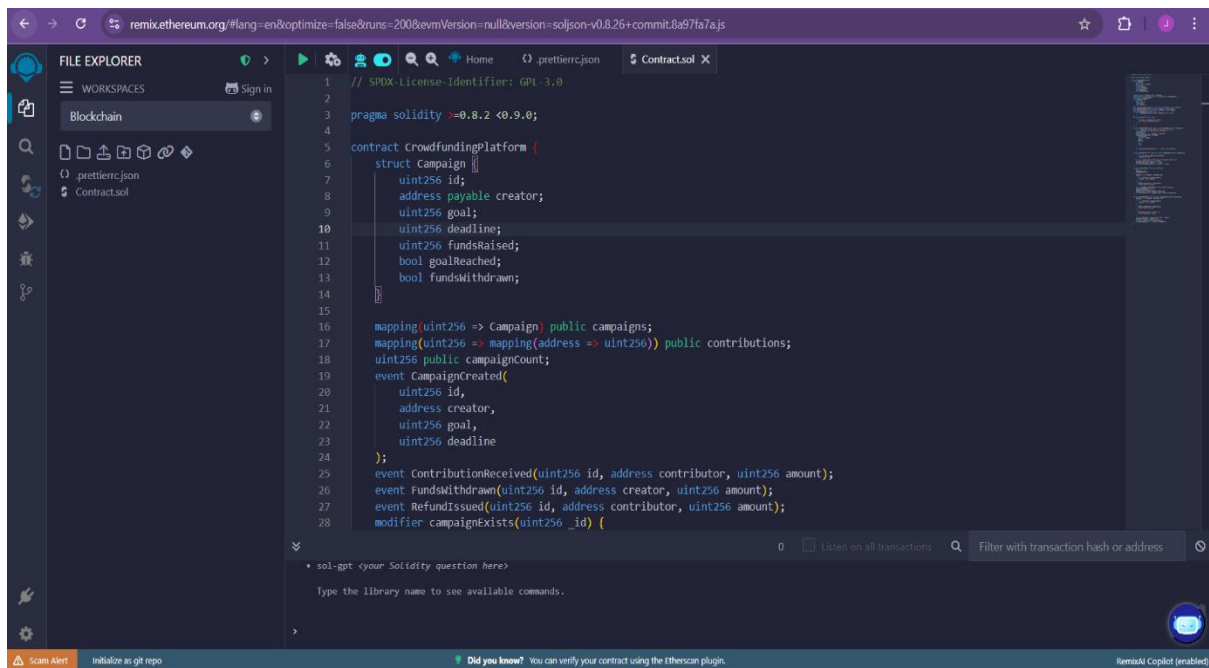 remix.ethereum.org/#lang=en&optimize=false&runs=200&evmVersion=null&version=soljson-v0.8.26+commit.8a97fa7a.js
J
FILE EXPLORER
WORKSPACES
Sign in
Blockchain
.prettierrc.json
Contract.sol
Home
.prettierrc.json
Contract.sol
1 // SPDX-License-Identifier: GPL-3.0
2
3 pragma solidity >=0.8.2 <0.9.0;
4
5 contract CrowdfundingPlatform {
6 struct Campaign {
7 uint256 id;
8 address payable creator;
9 uint256 goal;
10 uint256 deadline;
11 uint256 fundsRaised;
12 bool goalReached;
13 bool fundsWithdrawn;
14 }
15
16 mapping(uint256 => Campaign) public campaigns;
17 mapping(uint256 => mapping(address => uint256)) public contributions;
18 uint256 public campaignCount;
19 event CampaignCreated(
20 uint256 id,
21 address creator,
22 uint256 goal,
23 uint256 deadline
24 );
25 event ContributionReceived(uint256 id, address contributor, uint256 amount);
26 event FundsWithdrawn(uint256 id, address creator, uint256 amount);
27 event RefundIssued(uint256 id, address contributor, uint256 amount);
28 modifier campaignExists(uint256 _id) {
0 Listen on all transactions Filter with transaction hash or address
• sol-gpt <your Solidity question here>
Type the library name to see available commands.
>
Scam Alert Initialize as git repo Did you know? You can verify your contract using the Etherscan plugin. RemixAI Copilot (enabled)